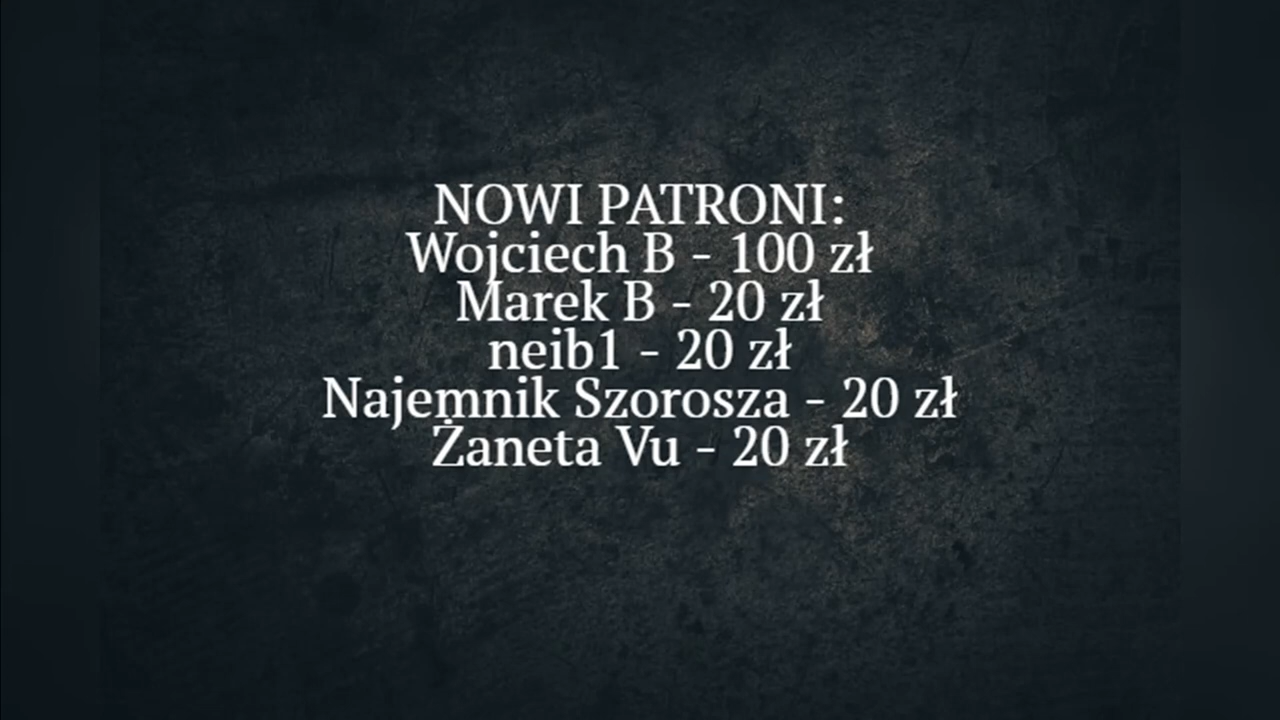 NOWI PATRONI:
Wojciech B - 100 zł
Marek B - 20 zł
neib1 - 20 zł
Najemnik Szorosza - 20 zł
Żaneta Vu - 20 zł